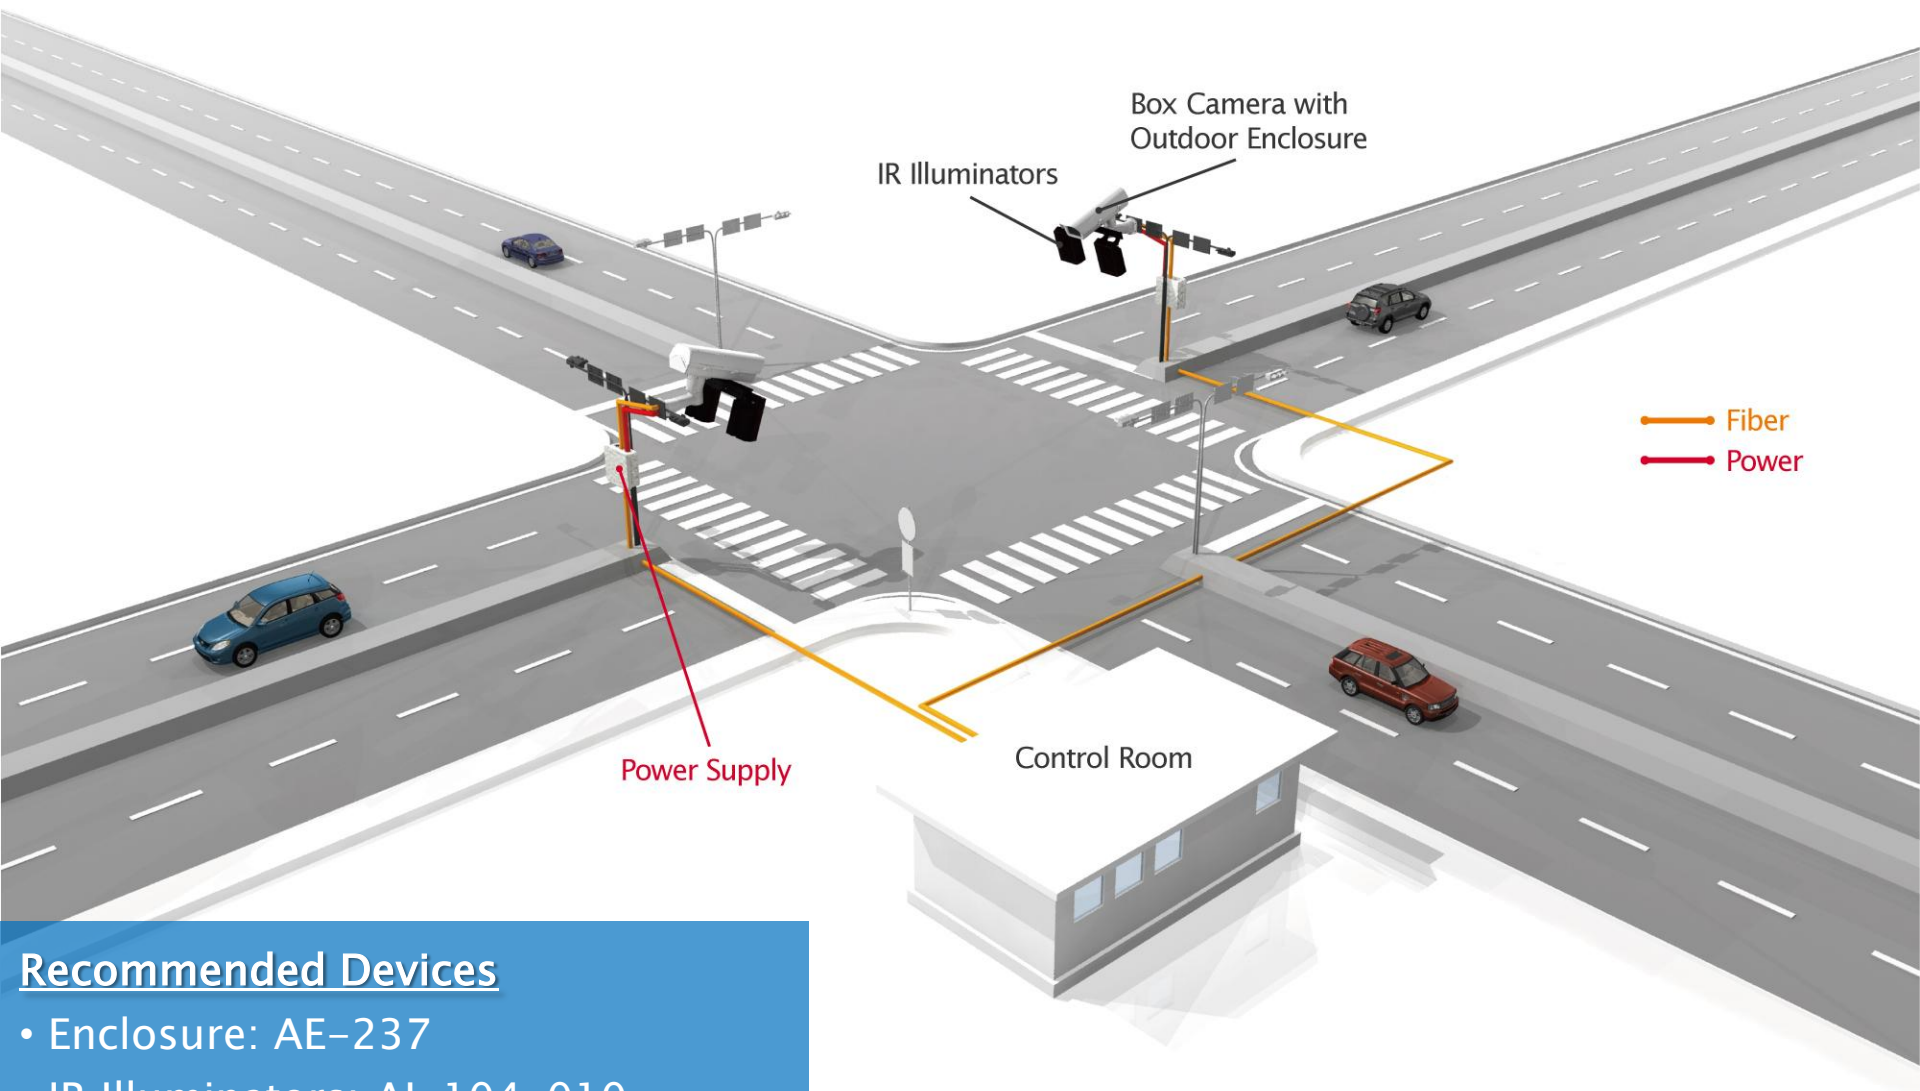 Box Camera with
Outdoor Enclosure
IR Illuminators
Fiber
Power
Power Supply
Control Room
Recommended Devices
• Enclosure: AE-237